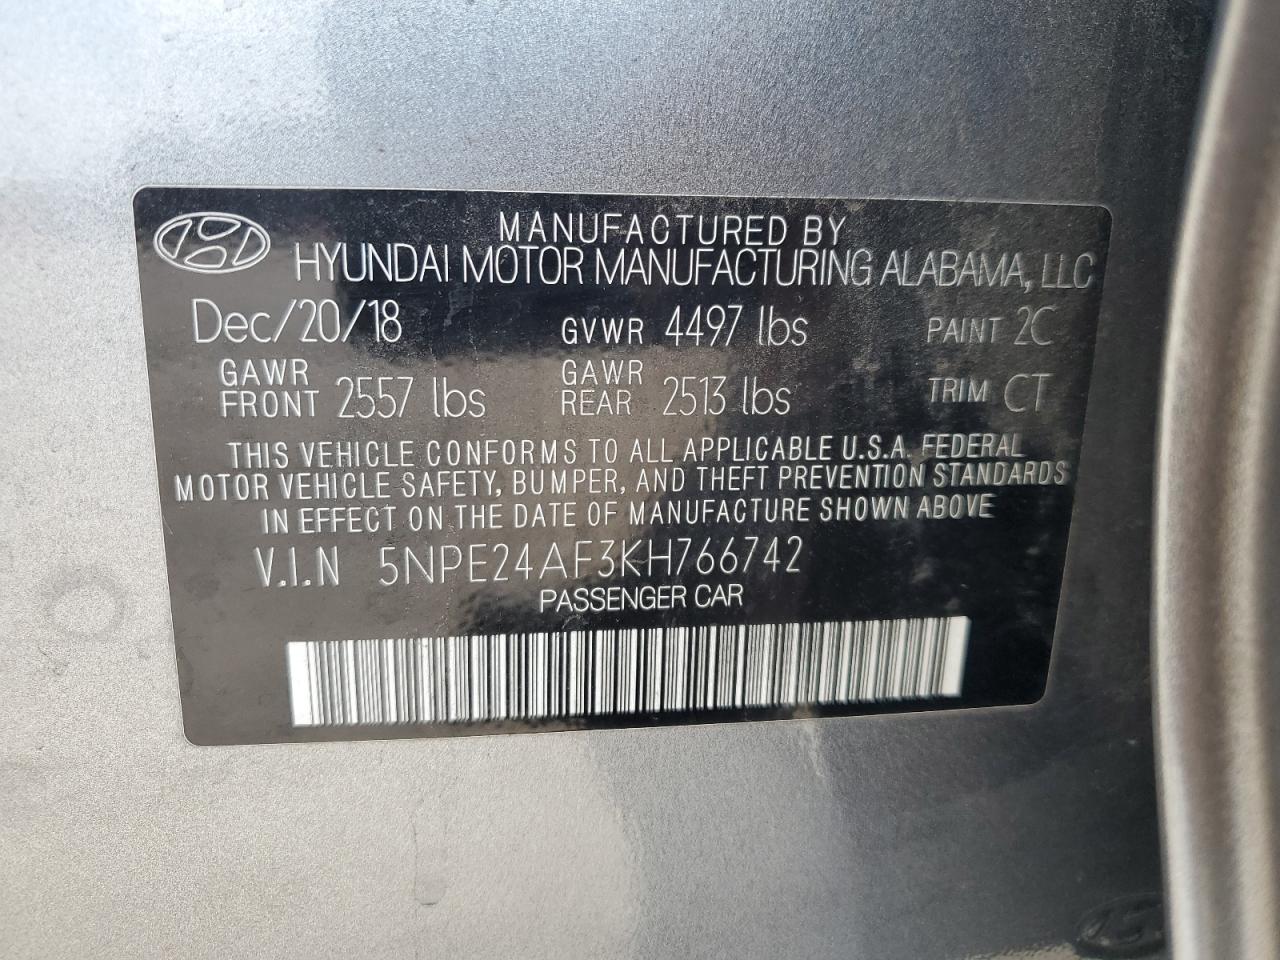 MANUFACTURED BY
HYUNDAI MOTOR MANUFACTURING ALABAMA, LLC
Dec/20/18 GVWR 4497 lbs PAINT 2C
GAWR FRONT 2557 lbs GAWR REAR 2513 lbs TRIM CT
THIS VEHICLE CONFORMS TO ALL APPLICABLE U.S.A. FEDERAL
MOTOR VEHICLE SAFETY, BUMPER, AND THEFT PREVENTION STANDARDS
IN EFFECT ON THE DATE OF MANUFACTURE SHOWN ABOVE
V.I.N 5NPE24AF3KH766742
PASSENGER CAR